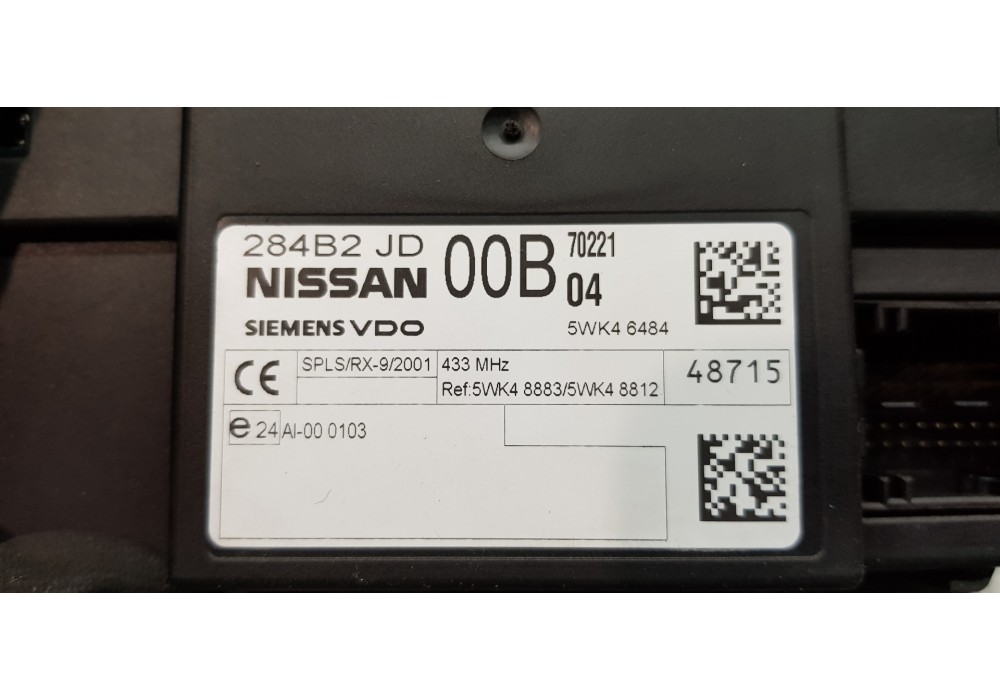 284B2 JD 00B 70221
NISSAN 04
SIEMENS VDO 5WK4 6484
CE SPLS/RX-9/2001 433 MHz 48715
Ref:5WK4 8883/5WK4 8812
e 24 AI-00 0103